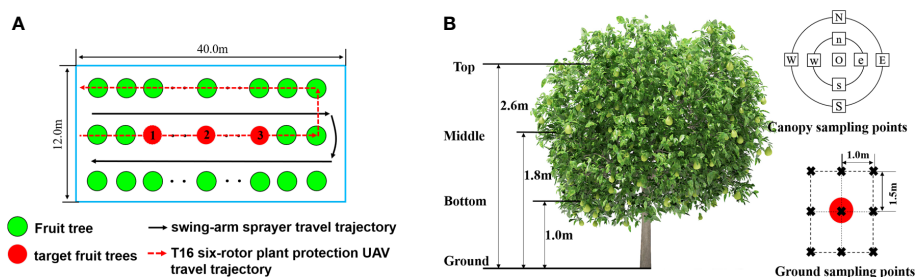 A
40.0m
12.0m
1
2
3
Fruit tree
target fruit trees
swing-arm sprayer travel trajectory
T16 six-rotor plant protection UAV
travel trajectory
B
Top
2.6m
Middle
1.8m
Bottom
1.0m
Ground
N
n
W w O e E
s
S
Canopy sampling points
1.0m
1.5m
Ground sampling points